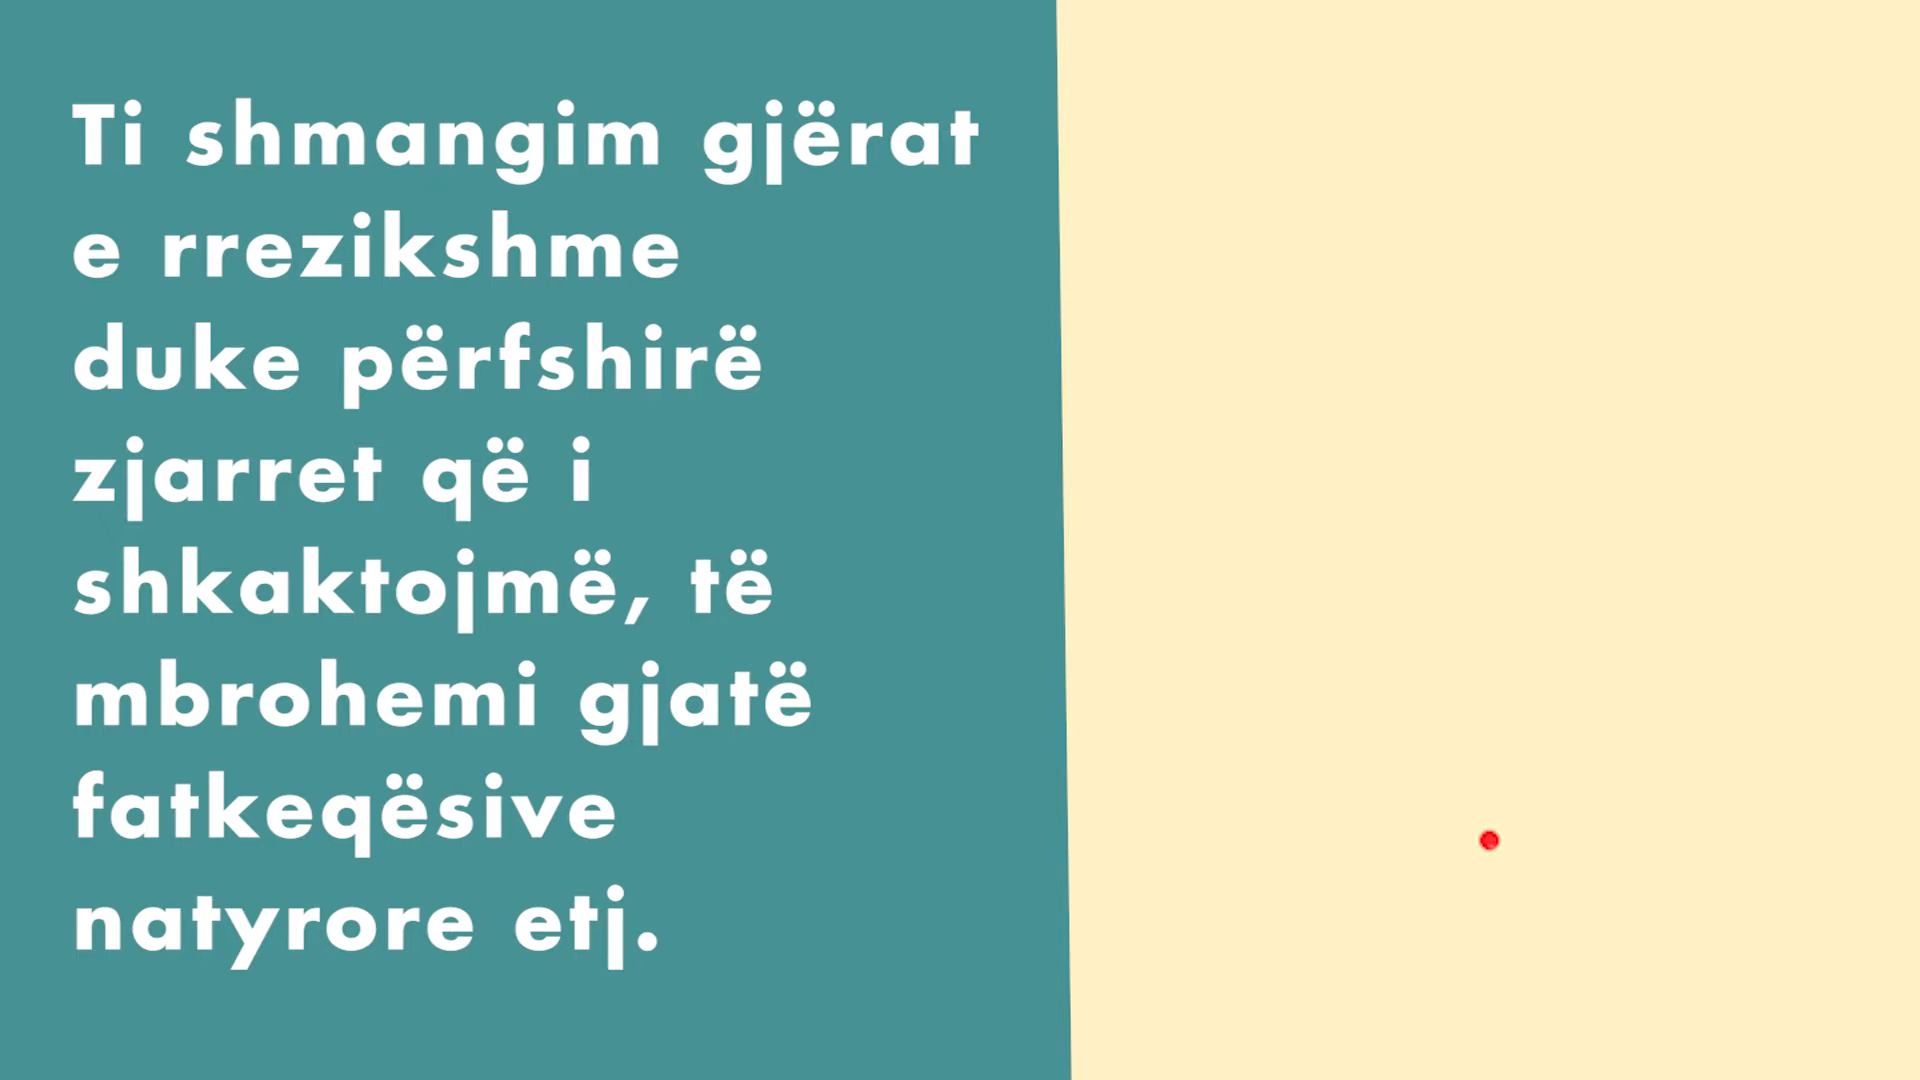 Ti shmangim gjërat
e rrezikshme
duke përfshirë
zjarret që i
shkaktojmë, të
mbrohemi gjatë
fatkeqësive
natyrore etj.